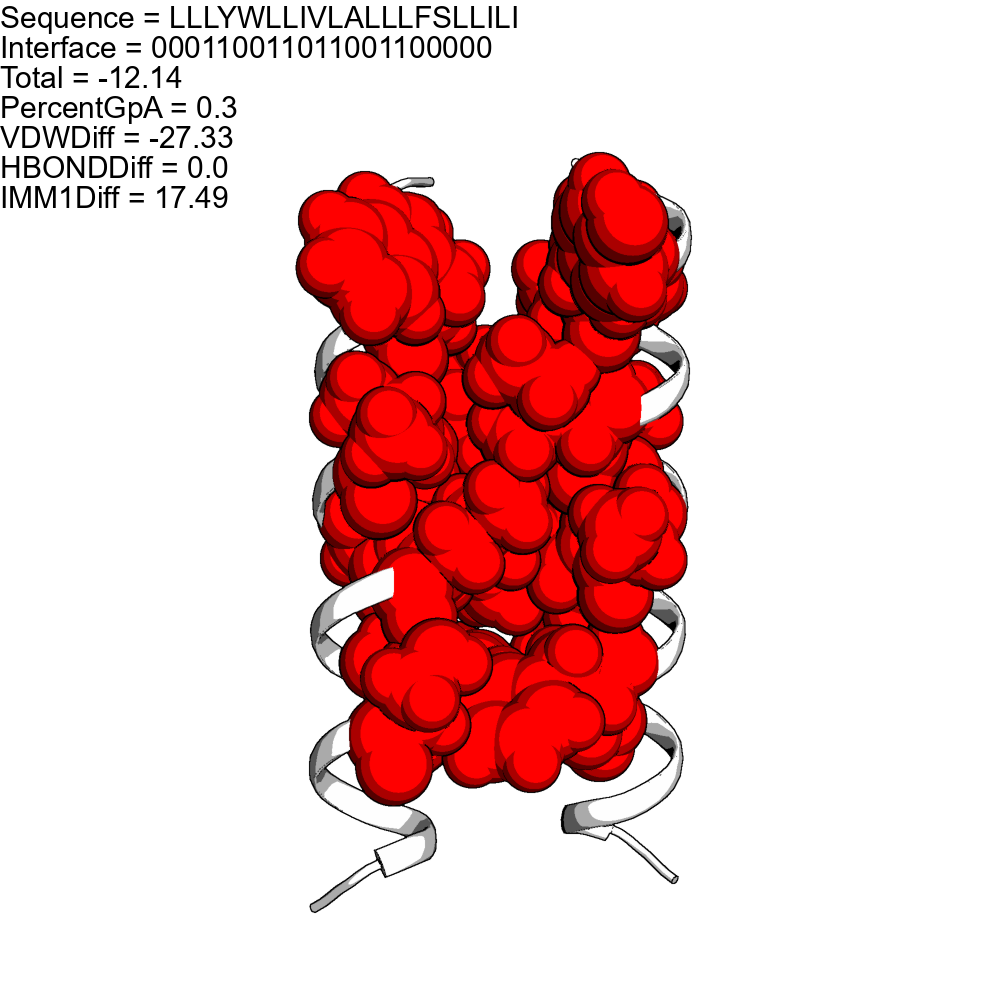 Sequence = LLLYWLLIVLALLLFSLLILI
Interface = 000110011011001100000
Total = -12.14
PercentGpA = 0.3
VDWDiff = -27.33
HBONDDiff = 0.0
IMM1Diff = 17.49